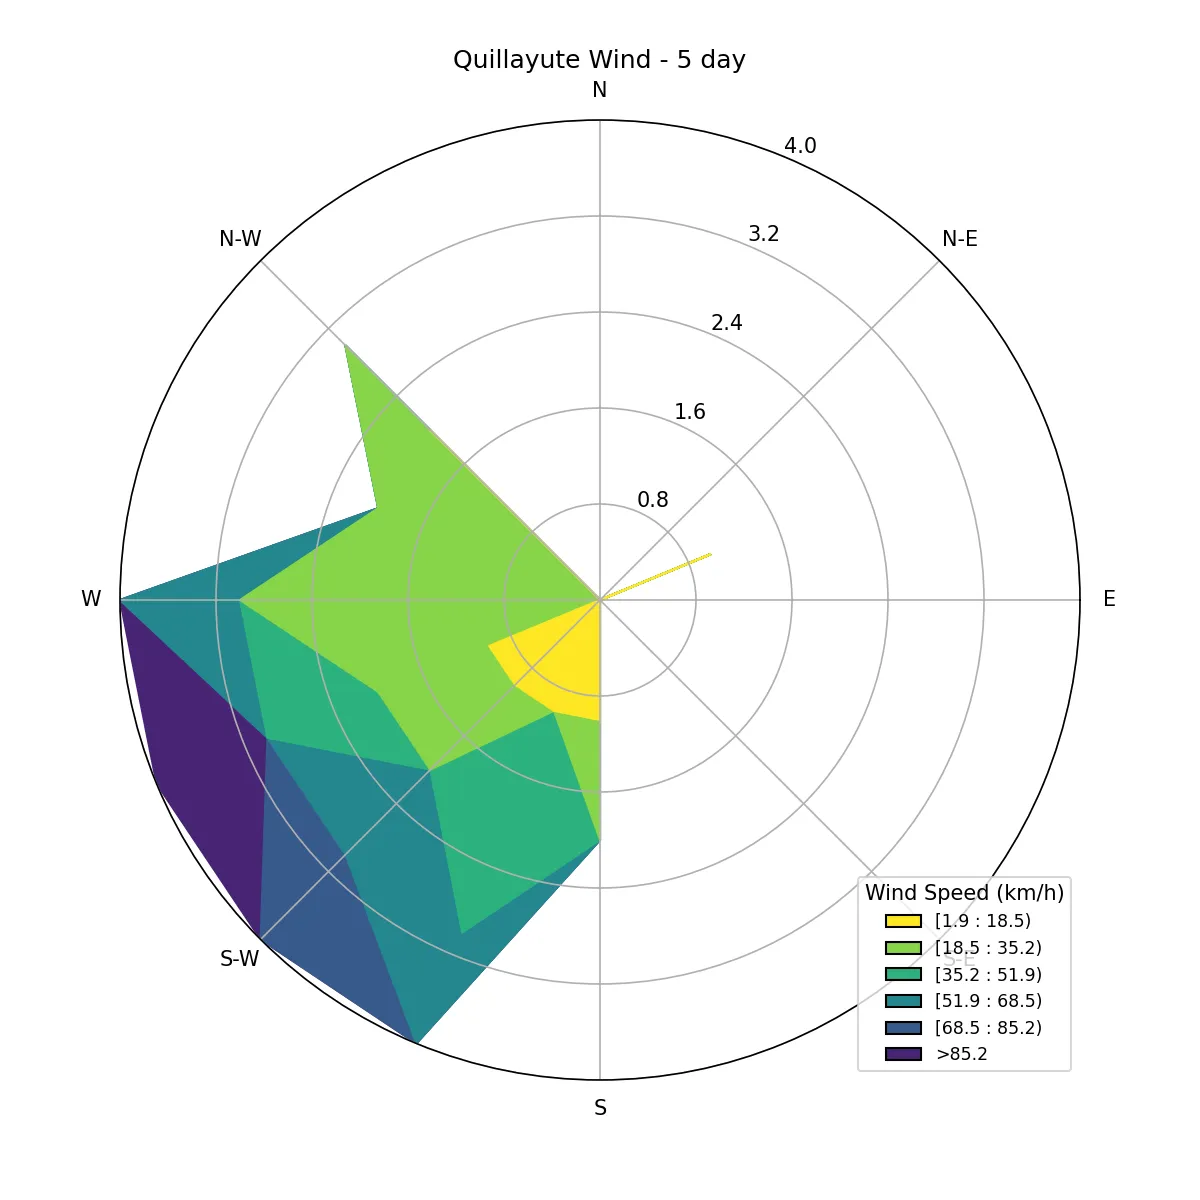 Quillayute Wind - 5 day
N
4.0
N-W
3.2
N-E
2.4
1.6
0.8
W
E
S-W
S-E
Wind Speed (km/h)
[1.9 : 18.5)
[18.5 : 35.2)
[35.2 : 51.9)
[51.9 : 68.5)
[68.5 : 85.2)
>85.2
S